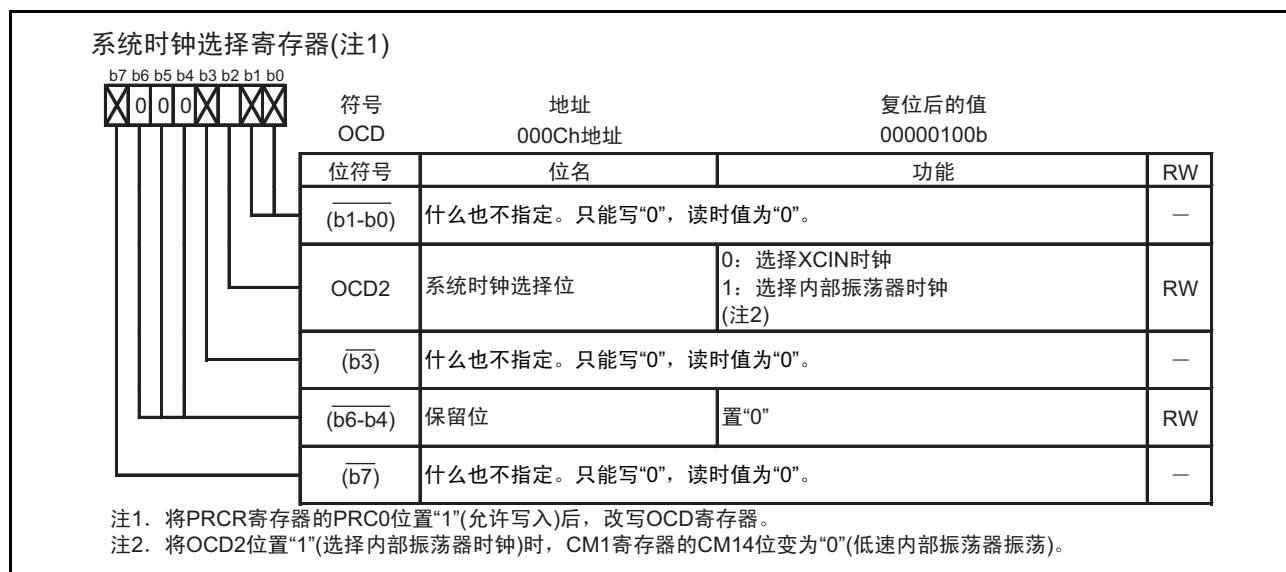 系统时钟选择寄存器(注1)
b7 b6 b5 b4 b3 b2 b1 b0
0 0 0
符号 地址 复位后的值
OCD 000Ch地址 00000100b
位符号 位名 功能 RW
(b1-b0) 什么也不指定。只能写“0”，读时值为“0”。 —
OCD2 系统时钟选择位 0：选择XCIN时钟
1：选择内部振荡器时钟
(注2) RW
(b3) 什么也不指定。只能写“0”，读时值为“0”。 —
(b6-b4) 保留位 置“0” RW
(b7) 什么也不指定。只能写“0”，读时值为“0”。 —
注1．将PRCR寄存器的PRC0位置“1”(允许写入)后，改写OCD寄存器。
注2．将OCD2位置“1”(选择内部振荡器时钟)时，CM1寄存器的CM14位变为“0”(低速内部振荡器振荡)。